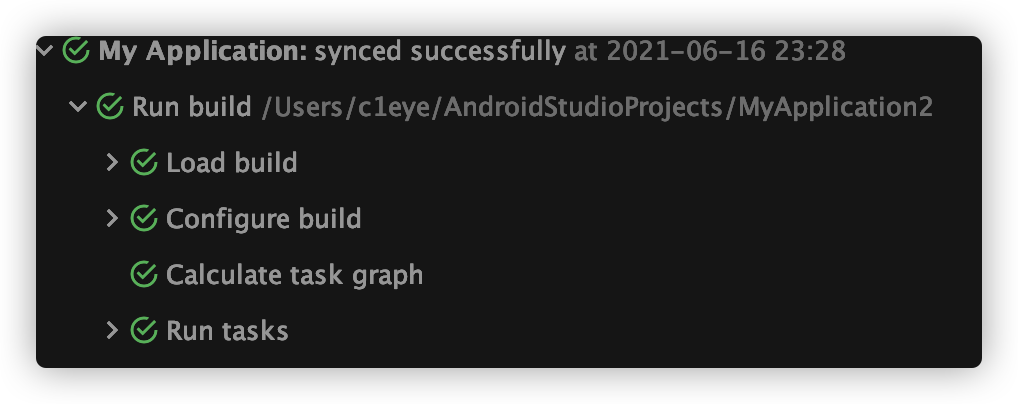 My Application: synced successfully at 2021-06-16 23:28
Run build /Users/c1eye/AndroidStudioProjects/MyApplication2
Load build
Configure build
Calculate task graph
Run tasks